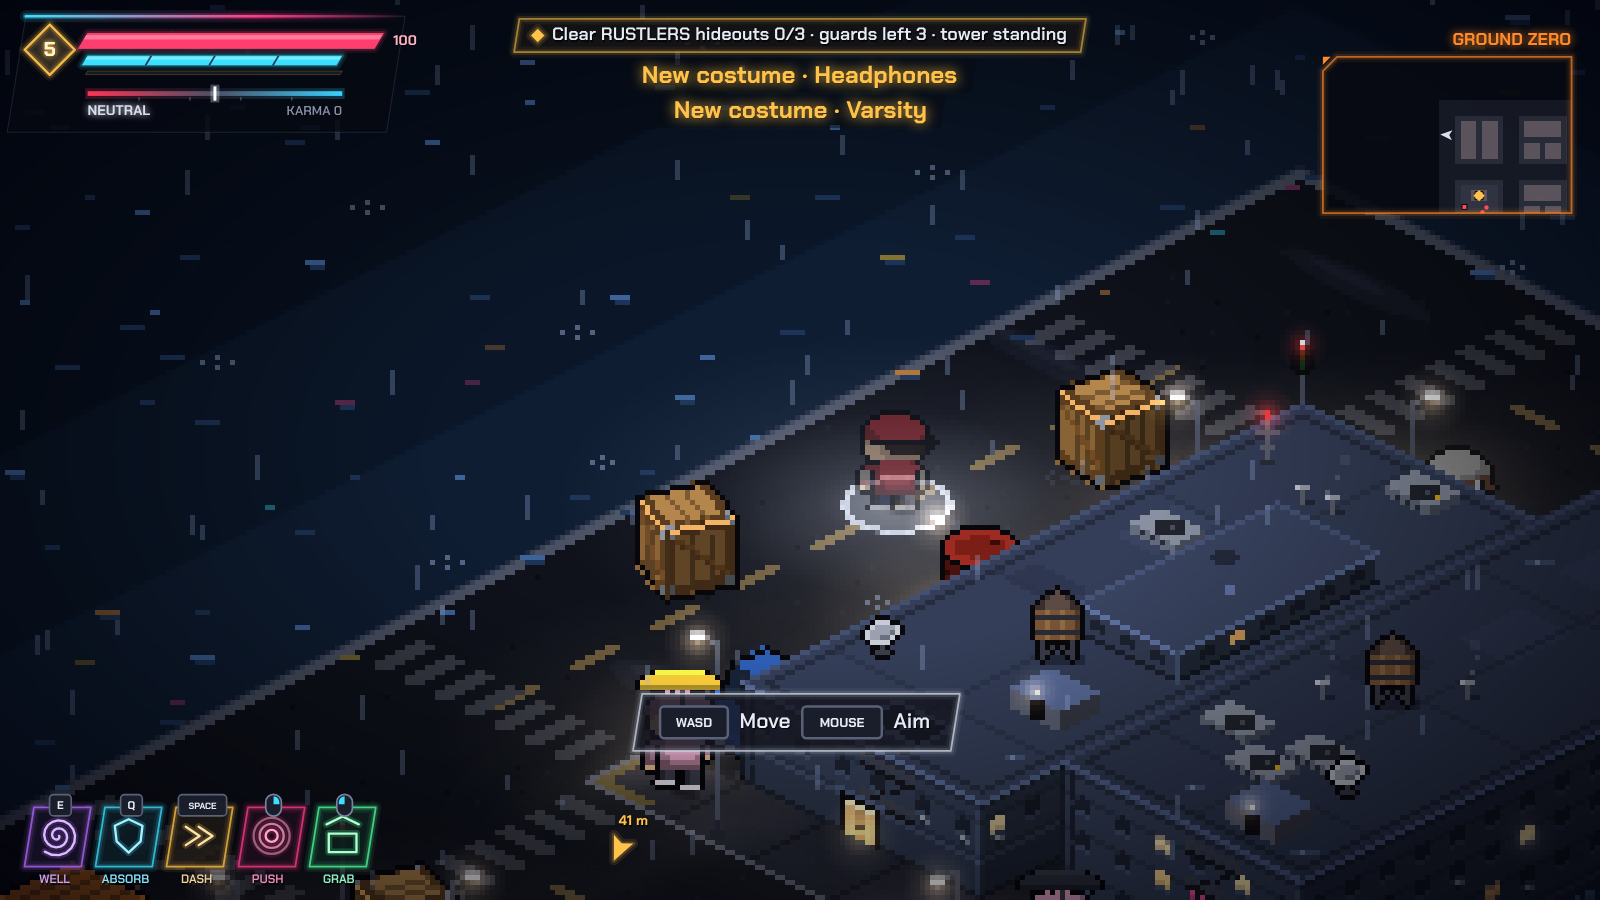 5
100
NEUTRAL
KARMA 0
Clear RUSTLERS hideouts 0/3 · guards left 3 · tower standing
New costume · Headphones
New costume · Varsity
GROUND ZERO
WASD Move MOUSE Aim
41 m
E
Q
SPACE
WELL
ABSORB
DASH
PUSH
GRAB